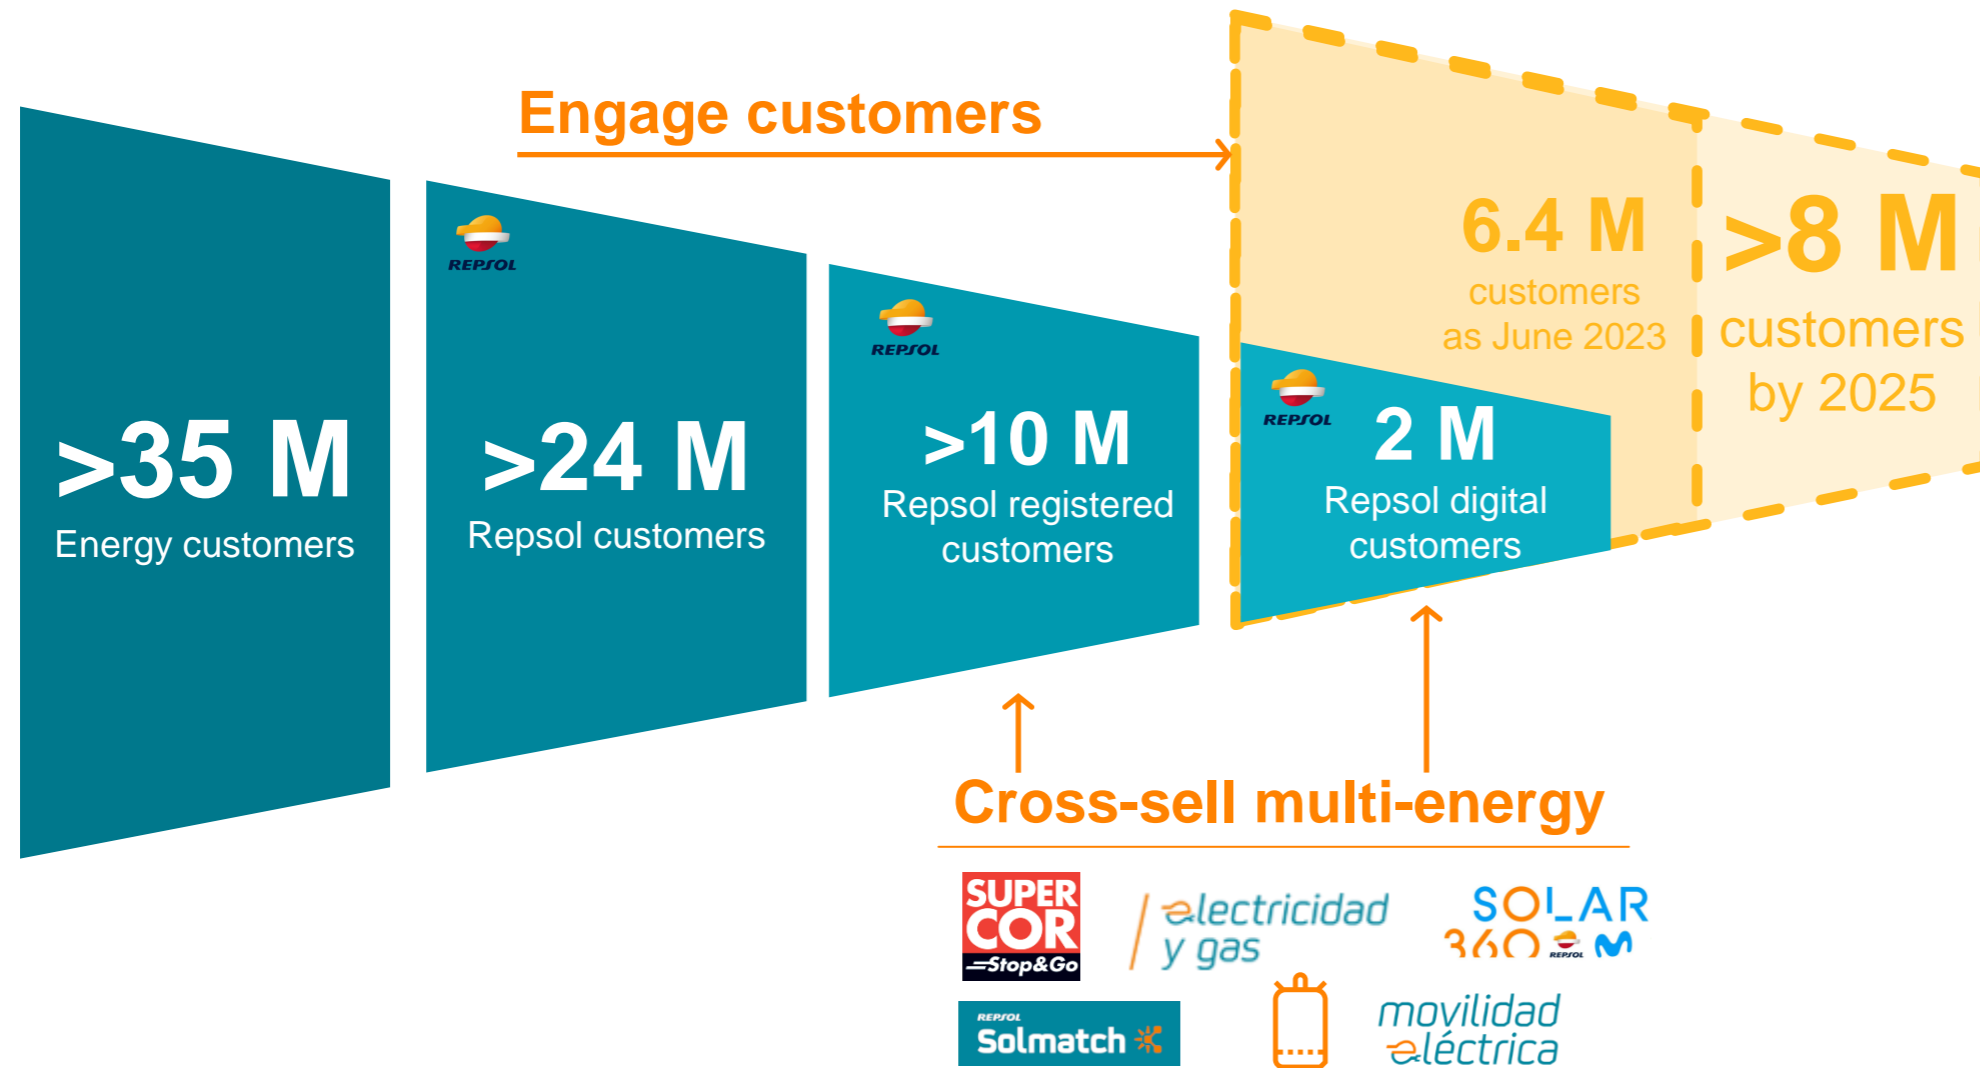 Engage customers
>35 M
Energy customers
REPSOL
>24 M
Repsol customers
REPSOL
>10 M
Repsol registered
customers
6.4 M
customers
as June 2023
>8 M
customers
by 2025
REPSOL
2 M
Repsol digital
customers
Cross-sell multi-energy
SUPER
COR
Stop&Go
electricidad
y gas
SOLAR
360 REPSOL
REPSOL
Solmatch
movilidad
eléctrica